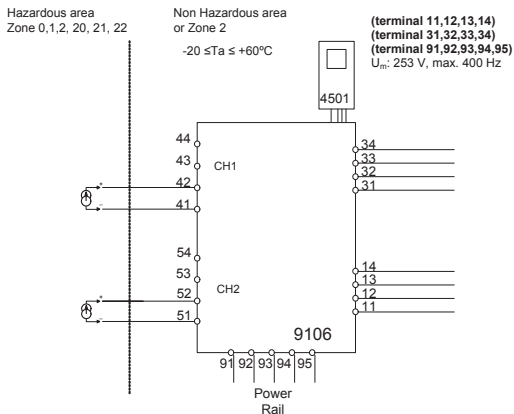 Hazardous area
Zone 0,1,2, 20, 21, 22
Non Hazardous area
or Zone 2
-20 ≤Ta ≤ +60ºC
(terminal 11,12,13,14)
(terminal 31,32,33,34)
(terminal 91,92,93,94,95)
Um: 253 V, max. 400 Hz
4501
44
43
CH1
42
41
34
33
32
31
54
53
CH2
52
51
14
13
12
11
9106
91 92 93 94 95
Power
Rail